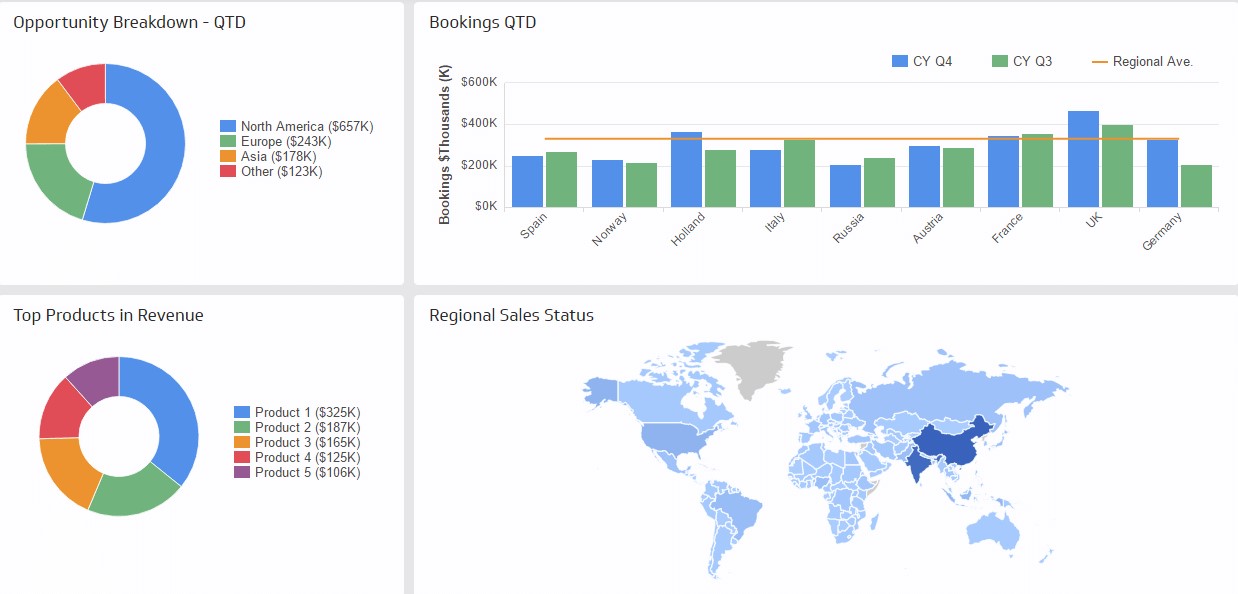 Opportunity Breakdown - QTD
North America ($657K)
Europe ($243K)
Asia ($178K)
Other ($123K)
Bookings QTD
CY Q4
CY Q3
Regional Ave.
Bookings $Thousands (K)
$600K
$400K
$200K
$0K
Spain
Norway
Holland
Italy
Russia
Austria
France
UK
Germany
Top Products in Revenue
Product 1 ($325K)
Product 2 ($187K)
Product 3 ($165K)
Product 4 ($125K)
Product 5 ($106K)
Regional Sales Status